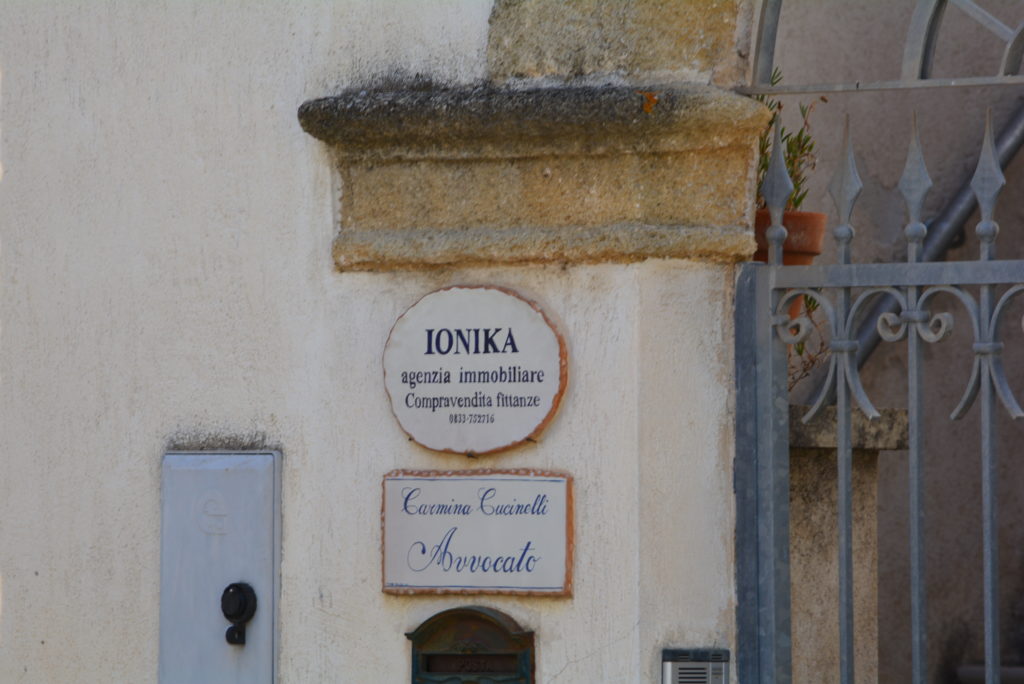 IONIKA
agenzia immobiliare
Compravendita fittanze
0833-752716
Carmina Cucinelli
Avvocato